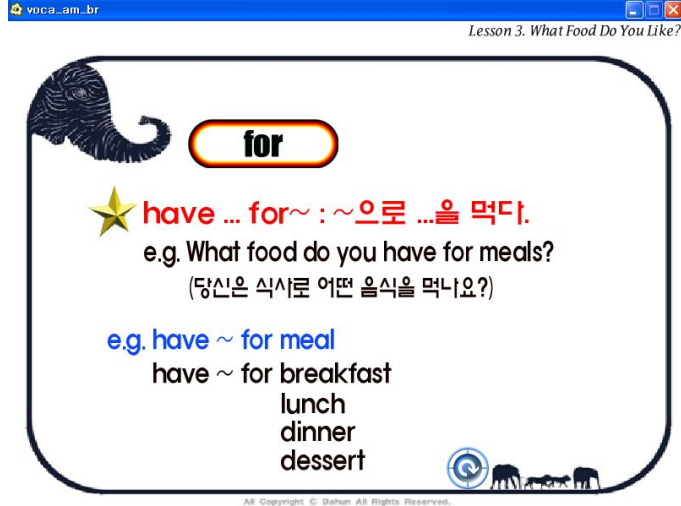 voca_am_br
Lesson 3. What Food Do You Like?
for
have ... for~ : ~으로 ...을 먹다.
e.g. What food do you have for meals?
(당신은 식사로 어떤 음식을 먹나요?)
e.g. have ~ for meal
have ~ for breakfast
lunch
dinner
dessert
All Copyright © Dahun All Rights Reserved.